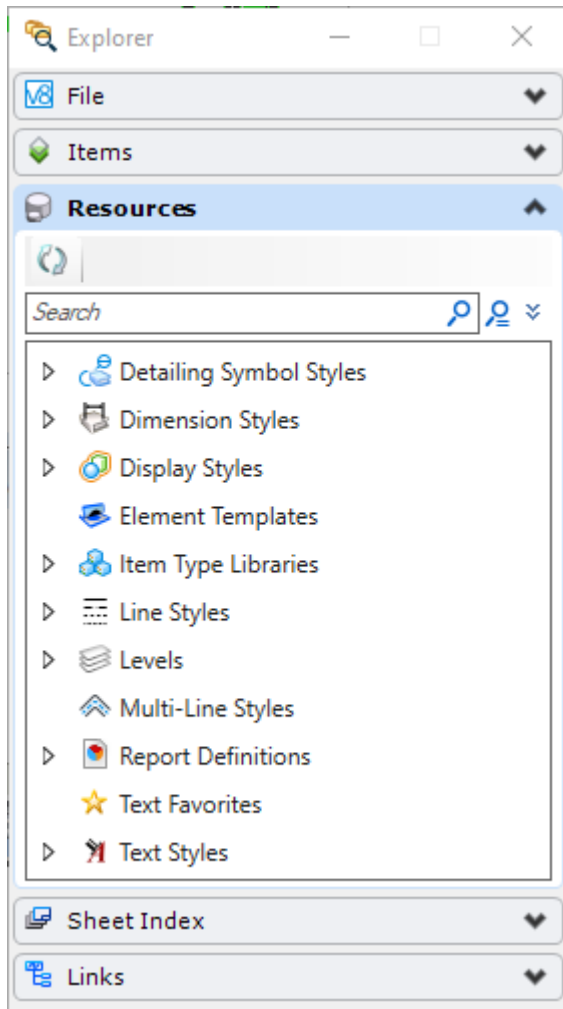 Explorer
V8 File
Items
Resources
Search
Detailing Symbol Styles
Dimension Styles
Display Styles
Element Templates
Item Type Libraries
Line Styles
Levels
Multi-Line Styles
Report Definitions
Text Favorites
Text Styles
Sheet Index
Links